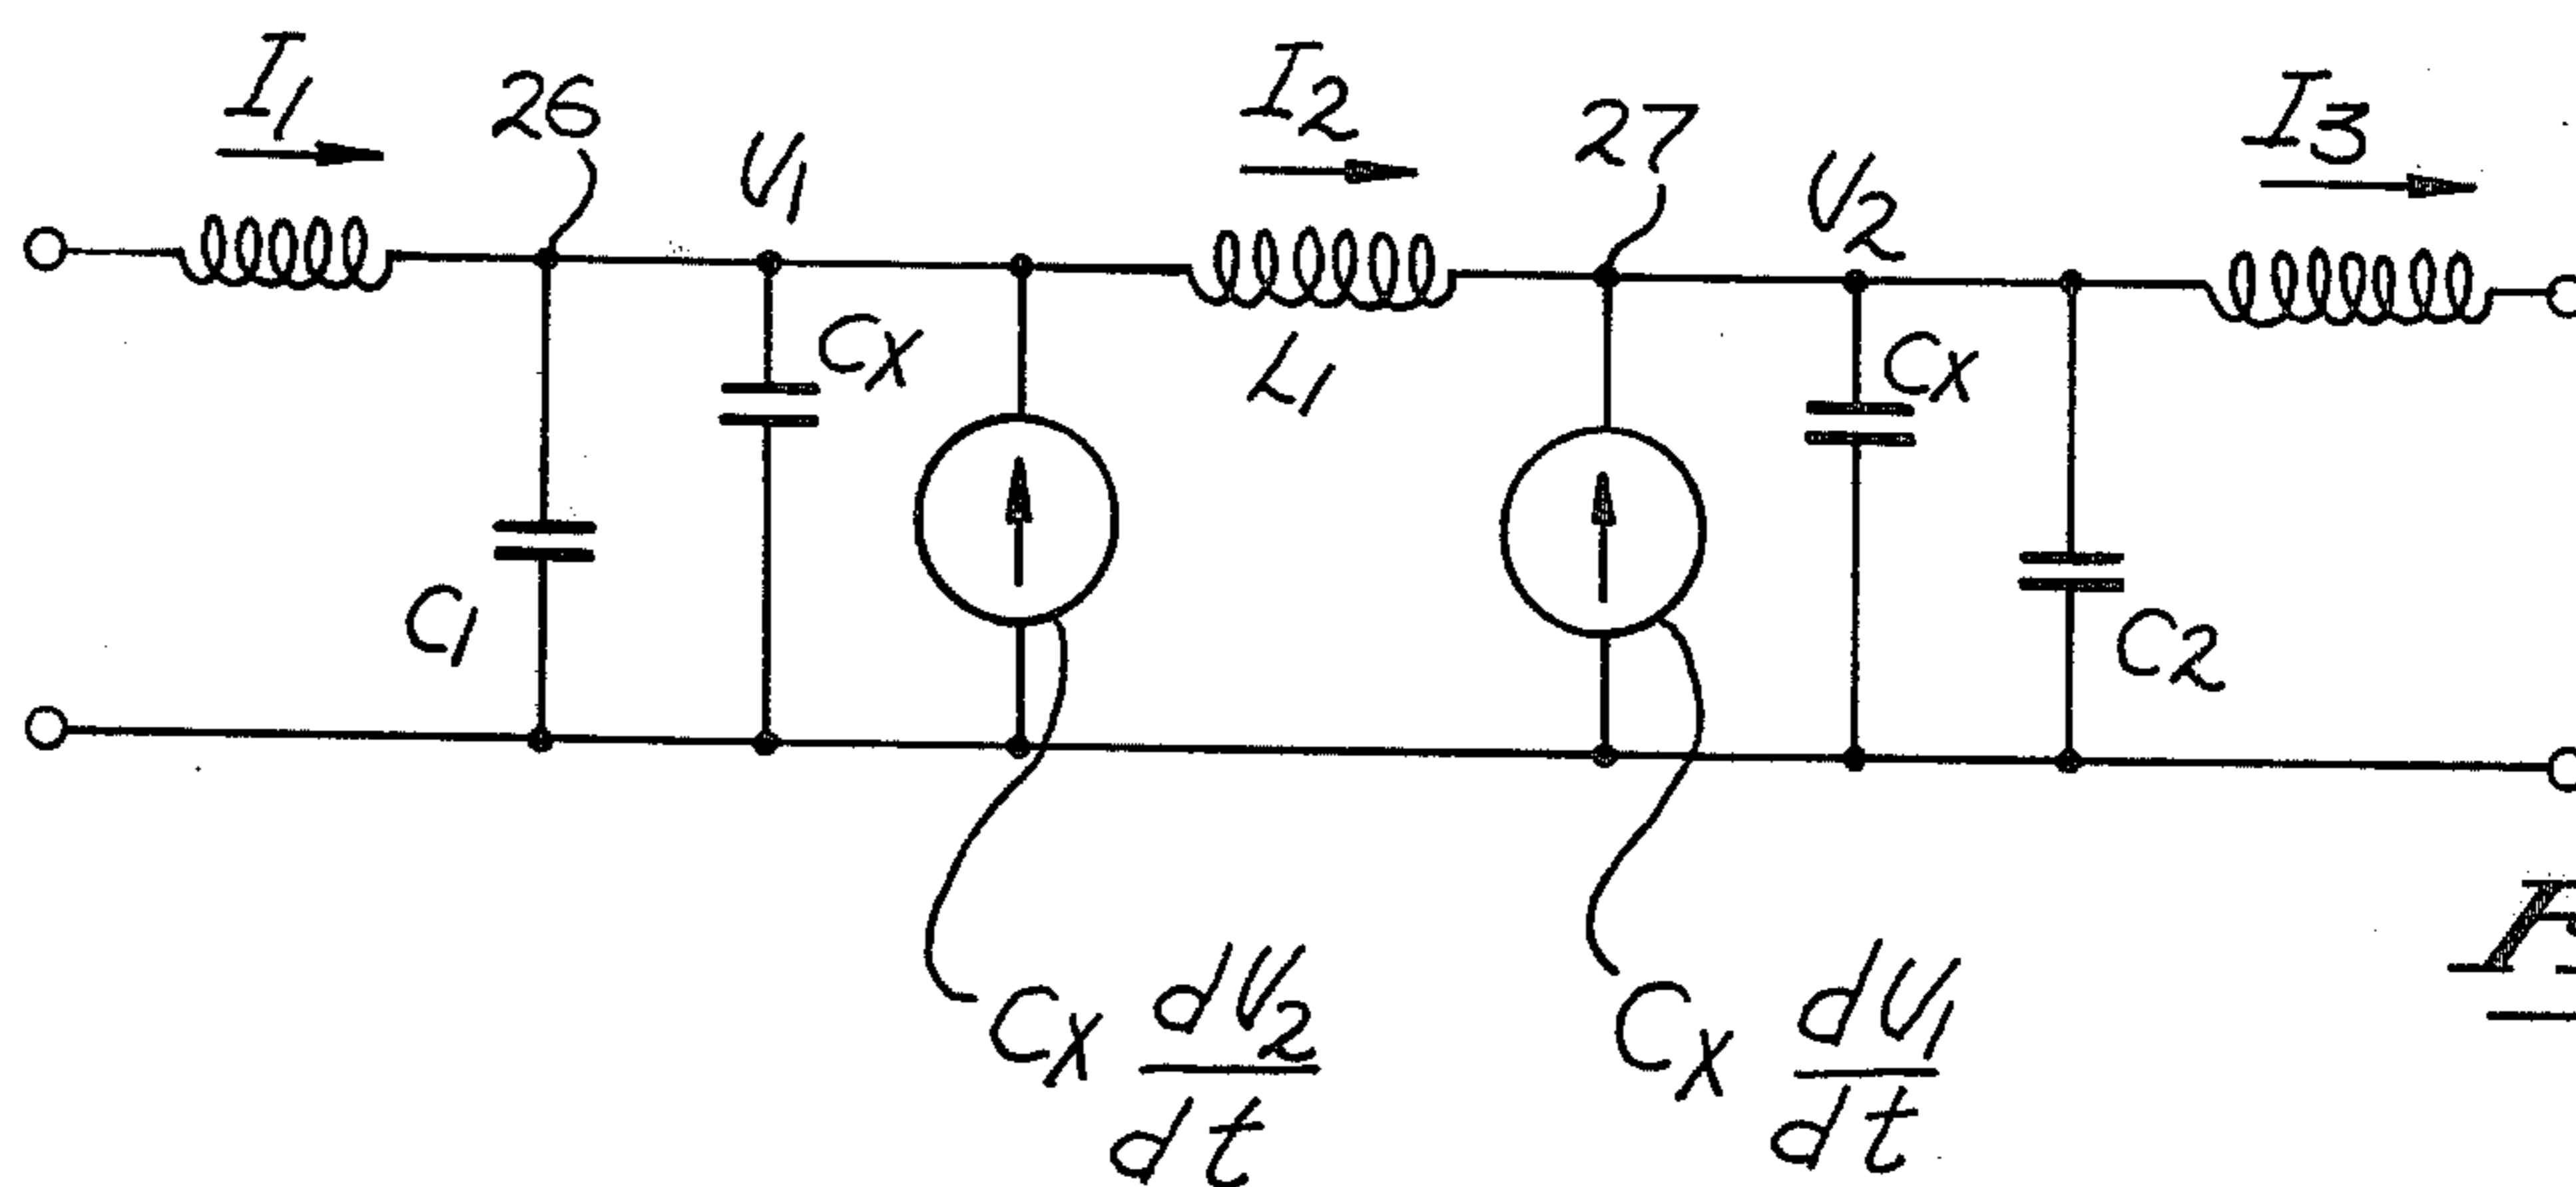 I1
26
V1
I2
27
V2
I3
CX
L1
CX
C1
C2
CX dV2/dt
CX dV1/dt